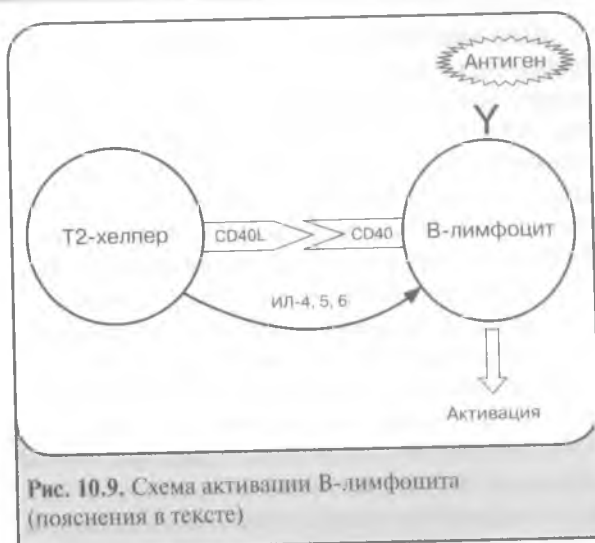 Антиген
Т2-хелпер
CD40L
CD40
В-лимфоцит
ИЛ-4, 5, 6
Активация
Рис. 10.9. Схема активации В-лимфоцита
(пояснения в тексте)